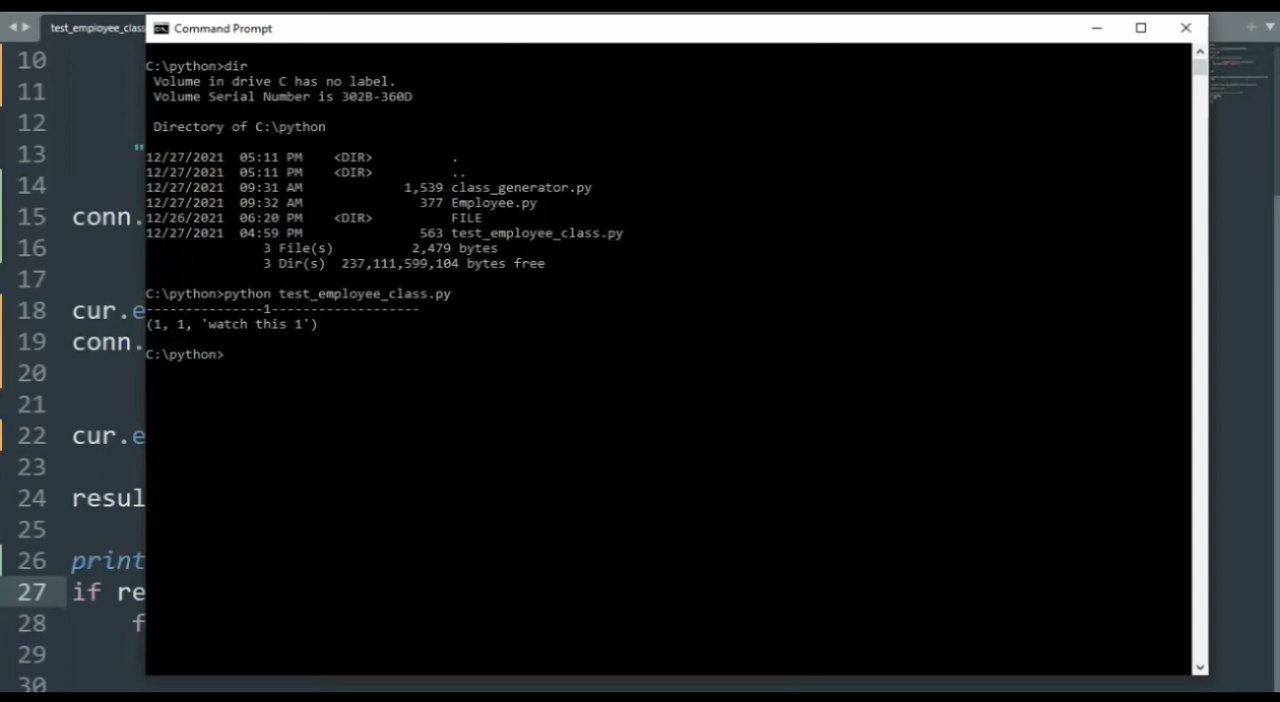 test_employee_class
Command Prompt
C:\python>dir
Volume in drive C has no label.
Volume Serial Number is 302B-360D
Directory of C:\python
12/27/2021 05:11 PM <DIR> .
12/27/2021 05:11 PM <DIR> ..
12/27/2021 09:31 AM 1,539 class_generator.py
12/27/2021 09:32 AM 377 Employee.py
12/26/2021 06:20 PM <DIR> FILE
12/27/2021 04:59 PM 563 test_employee_class.py
3 File(s) 2,479 bytes
3 Dir(s) 237,111,599,104 bytes free
C:\python>python test_employee_class.py
---------------1-------------------
(1, 1, 'watch this 1')
C:\python>
10
11
12
13 "
14
15 conn.
16
17
18 cur.e
19 conn.
20
21
22 cur.e
23
24 resul
25
26 print
27 if re
28 f
29
30